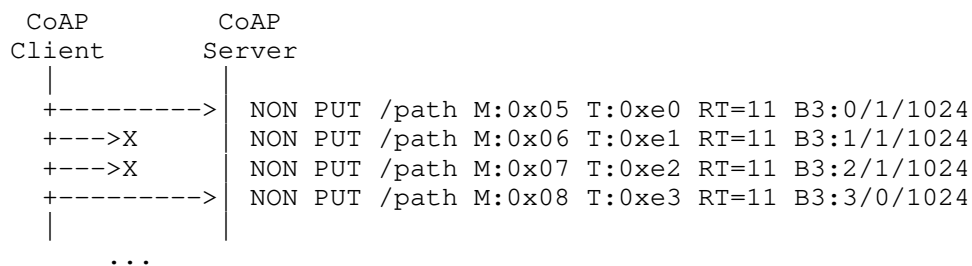 CoAP CoAP
Client Server
| |
+--------->| NON PUT /path M:0x05 T:0xe0 RT=11 B3:0/1/1024
+--->X | NON PUT /path M:0x06 T:0xe1 RT=11 B3:1/1/1024
+--->X | NON PUT /path M:0x07 T:0xe2 RT=11 B3:2/1/1024
+--------->| NON PUT /path M:0x08 T:0xe3 RT=11 B3:3/0/1024
| |
...